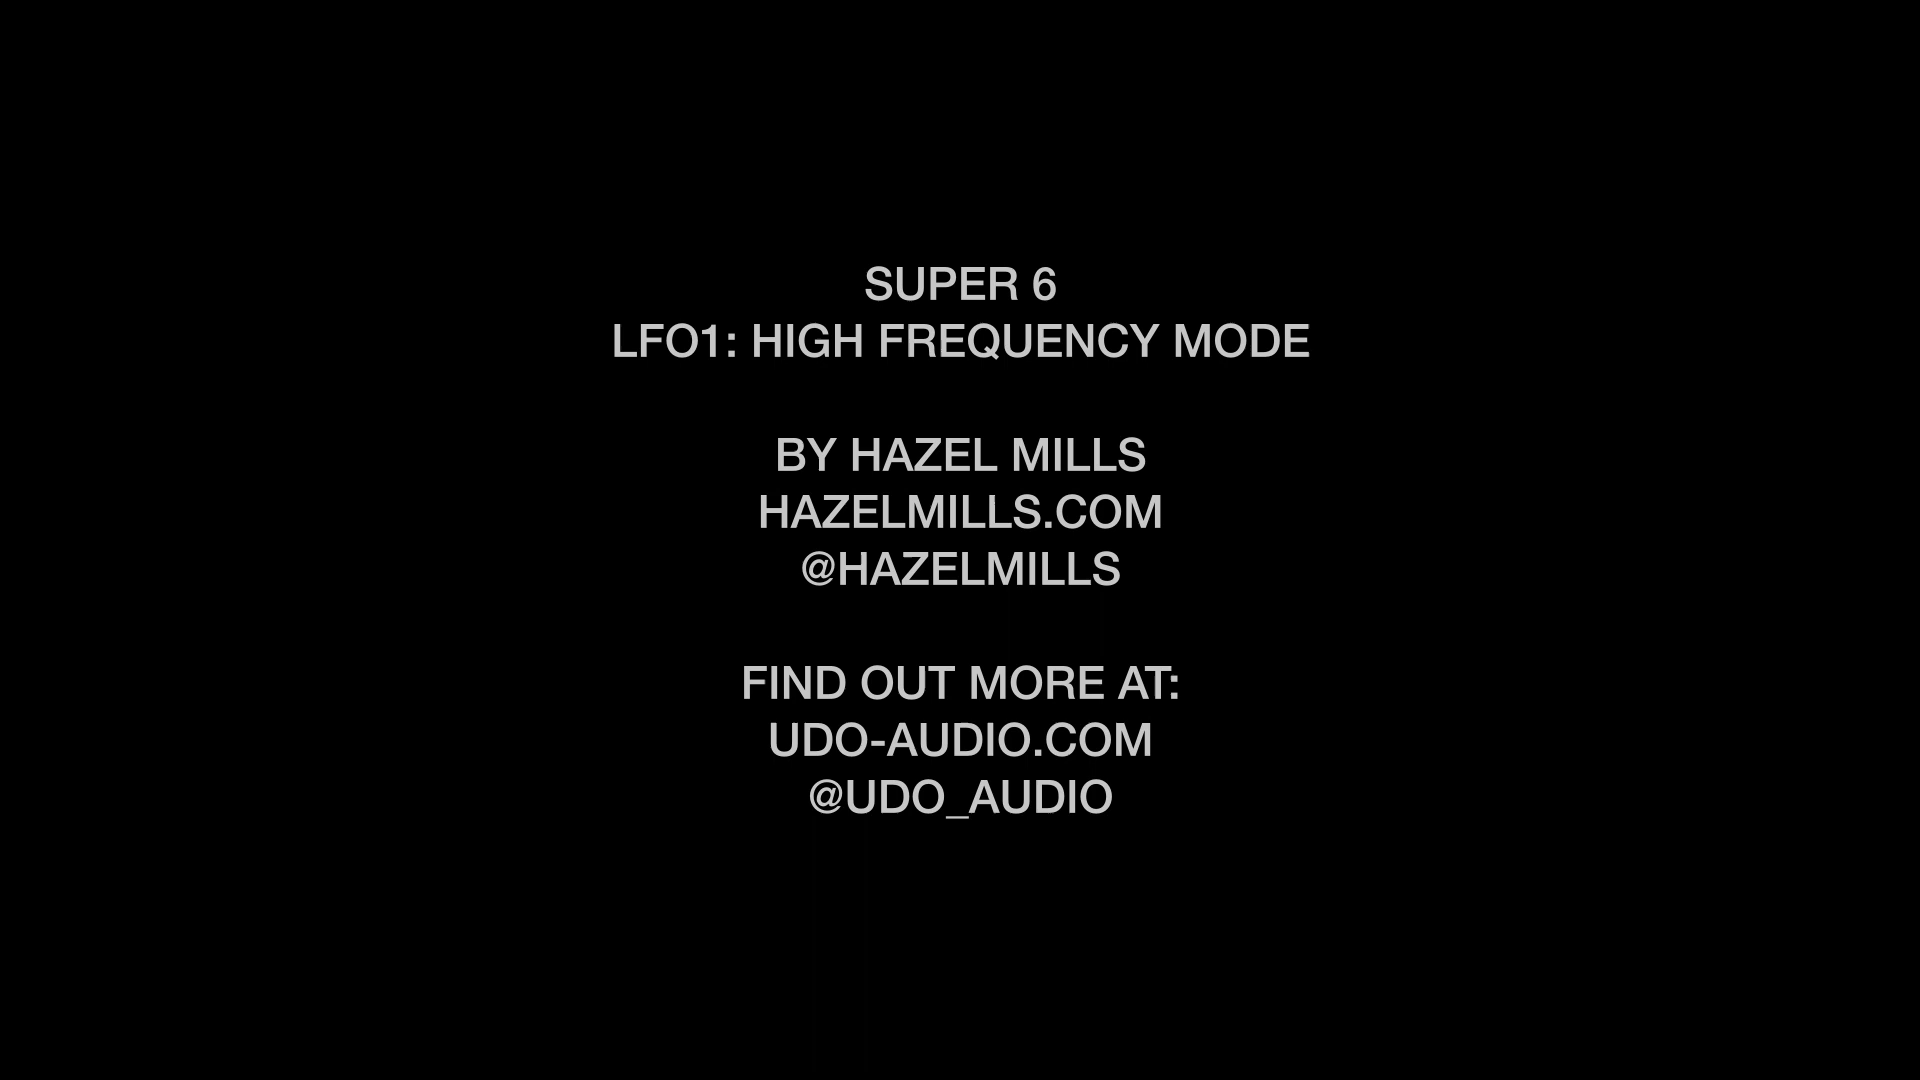 SUPER 6
LFO1: HIGH FREQUENCY MODE
BY HAZEL MILLS
HAZELMILLS.COM
@HAZELMILLS
FIND OUT MORE AT:
UDO-AUDIO.COM
@UDO_AUDIO